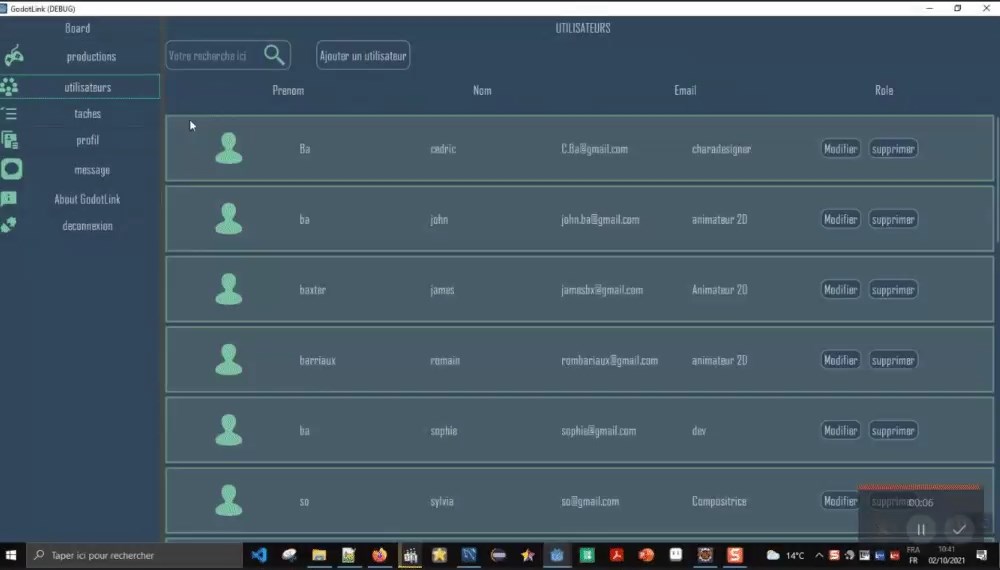 GodotLink (DEBUG)
Board
productions
utilisateurs
taches
profil
message
About GodotLink
deconnexion
UTILISATEURS
Votre recherche ici
Ajouter un utilisateur
Prenom Nom Email Role
Ba cedric C.Ba@gmail.com charadesigner Modifier supprimer
ba john john.ba@gmail.com animateur 2D Modifier supprimer
baxter james jamesbx@gmail.com Animateur 2D Modifier supprimer
barriaux romain rombariaux@gmail.com animateur 2D Modifier supprimer
ba sophie sophie@gmail.com dev Modifier supprimer
so sylvia so@gmail.com Compositrice Modifier supprimer
00:06
Taper ici pour rechercher
14°C
FRA
FR
10:41
02/10/2021